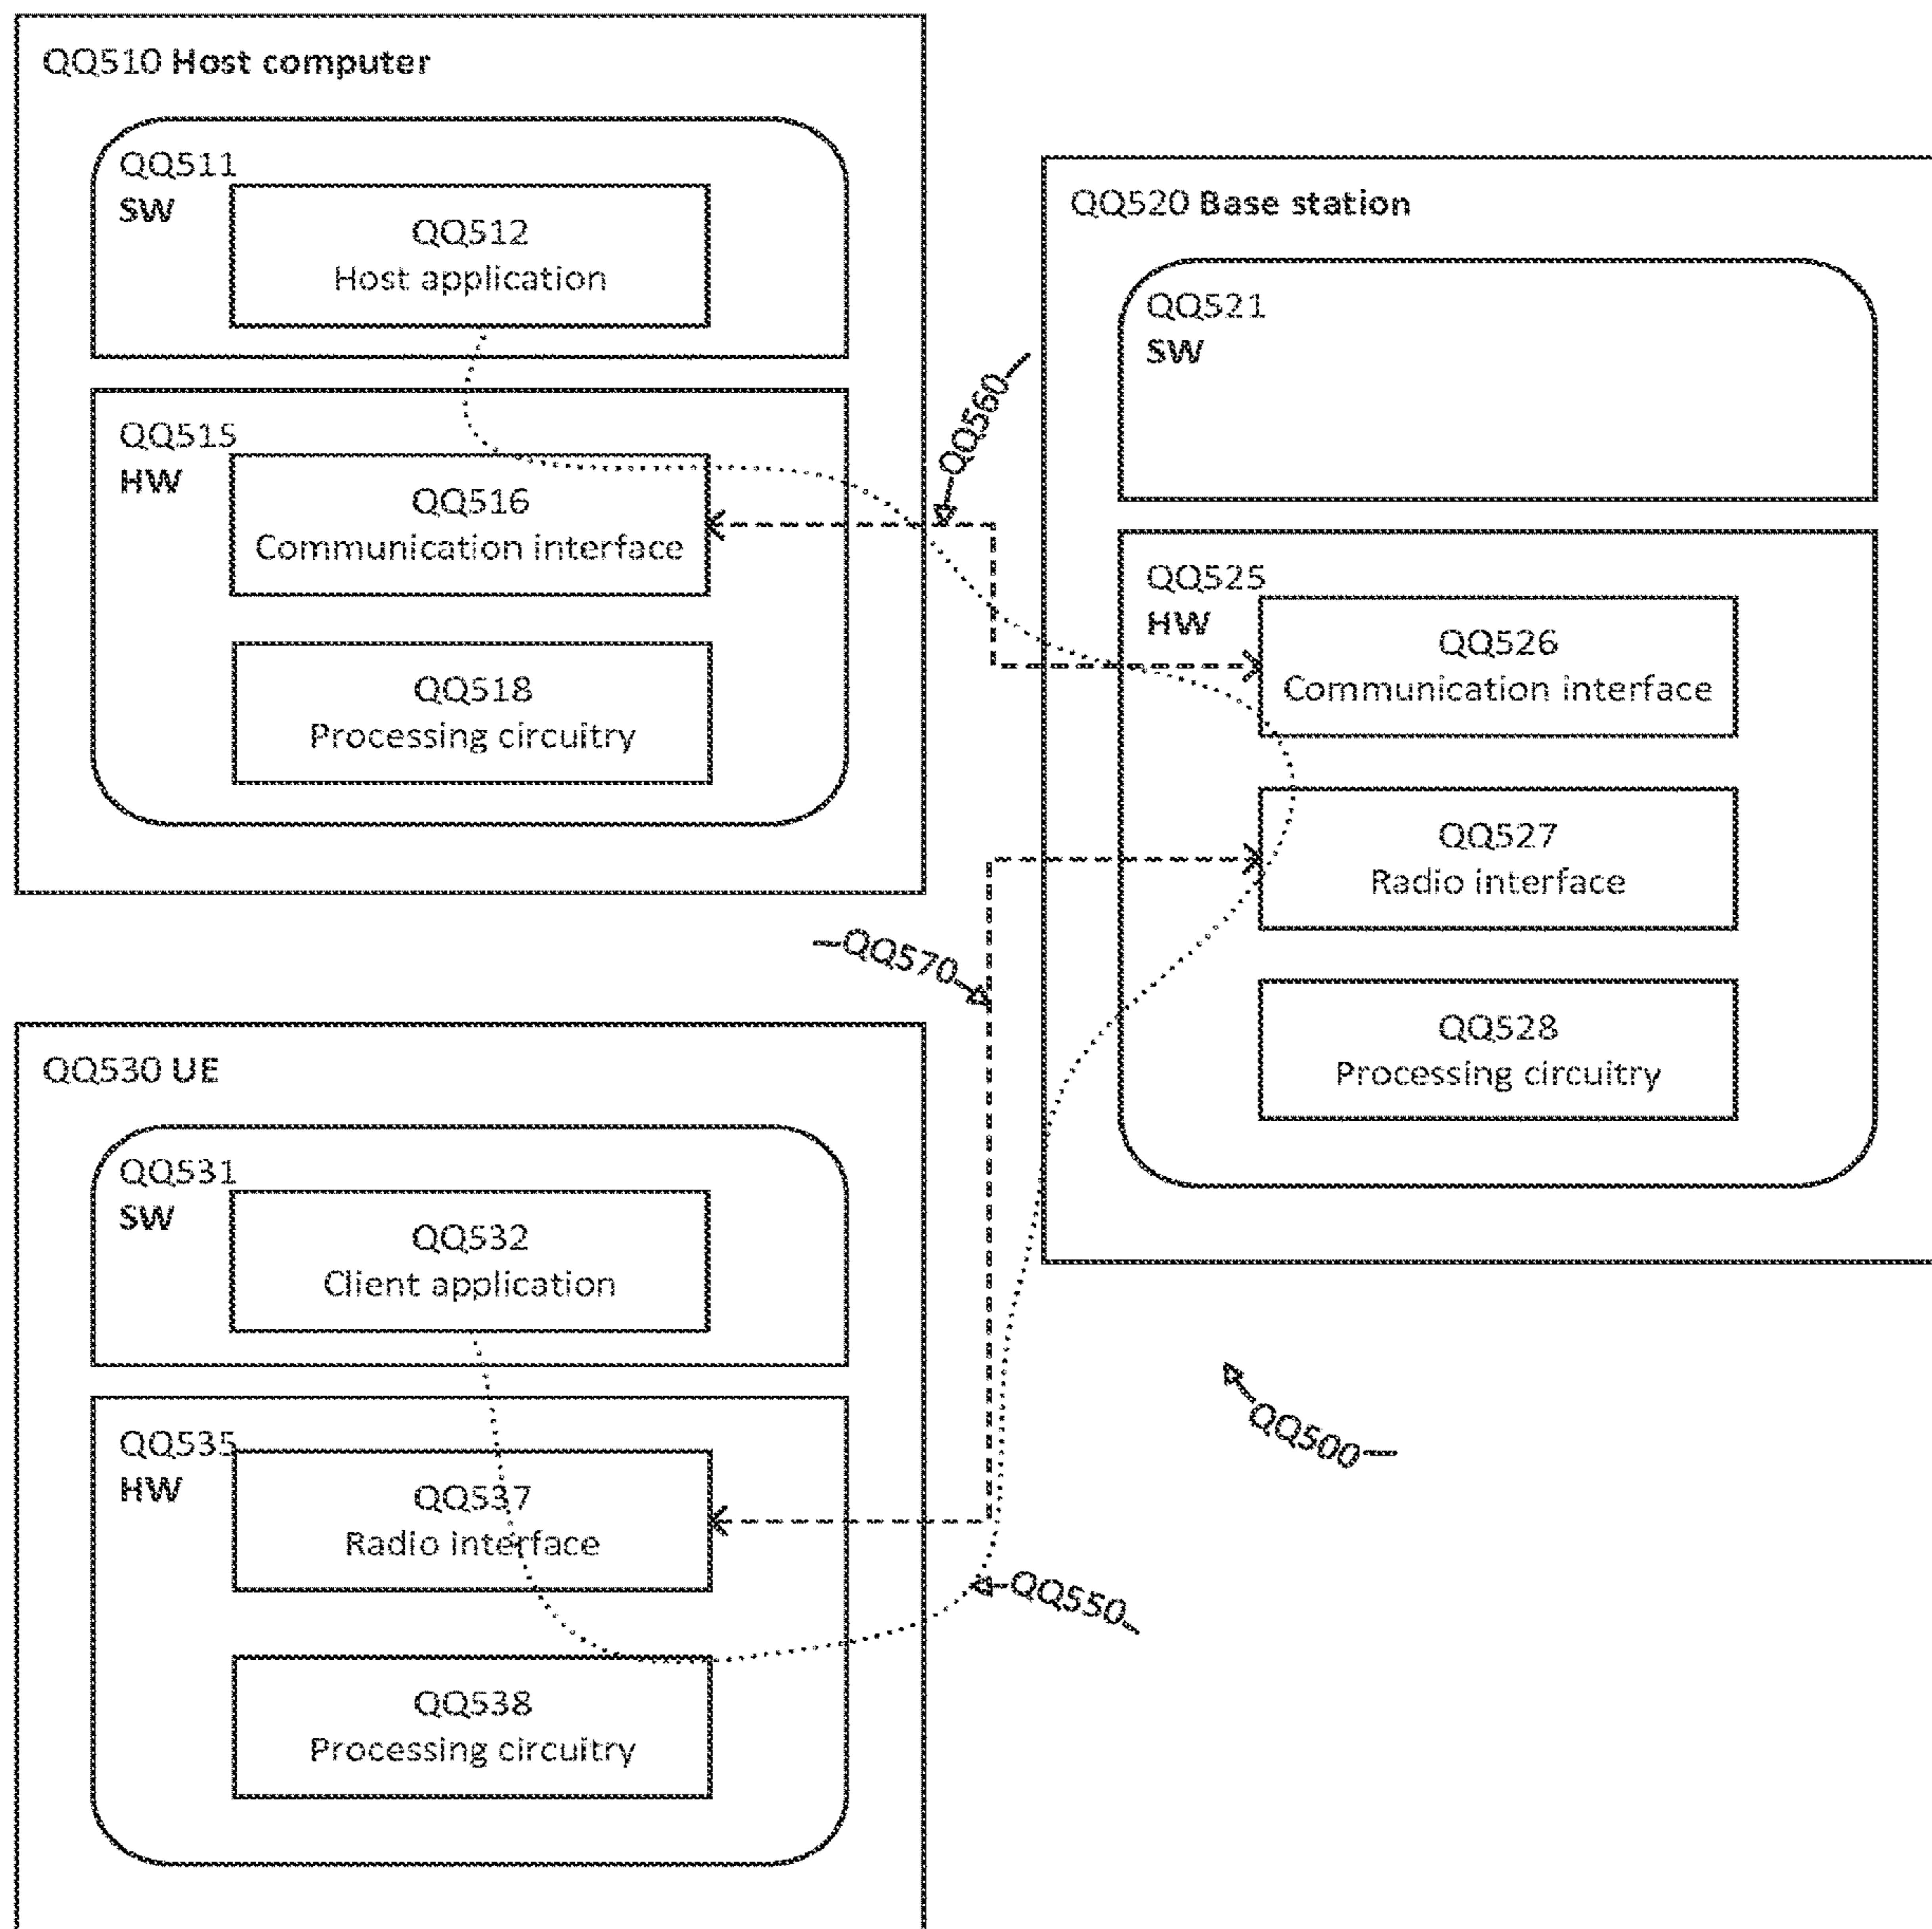 QQ510 Host computer
QQ511
SW
QQ512
Host application
QQ515
HW
QQ516
Communication interface
QQ518
Processing circuitry
QQ560
QQ520 Base station
QQ521
SW
QQ525
HW
QQ526
Communication interface
QQ527
Radio interface
QQ528
Processing circuitry
QQ570
QQ530 UE
QQ531
SW
QQ532
Client application
QQ535
HW
QQ537
Radio interface
QQ538
Processing circuitry
QQ500
QQ550